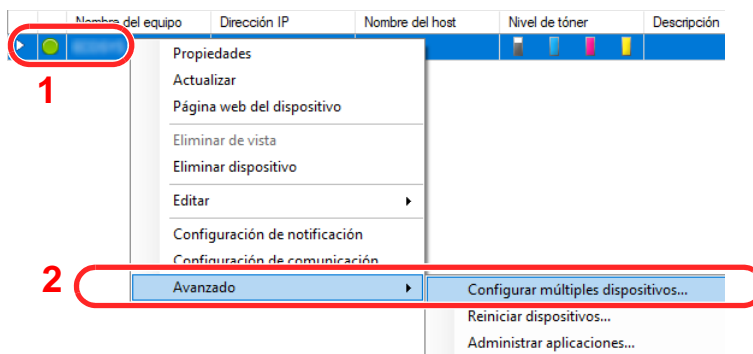 Nombre del equipo Dirección IP Nombre del host Nivel de tóner Descripción
1
Propiedades
Actualizar
Página web del dispositivo
Eliminar de vista
Eliminar dispositivo
Editar
Configuración de notificación
Configuración de comunicación
2 Avanzado Configurar múltiples dispositivos...
Reiniciar dispositivos...
Administrar aplicaciones...